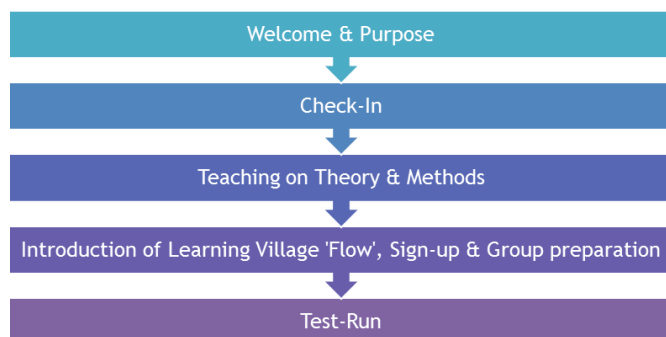 Welcome & Purpose
Check-In
Teaching on Theory & Methods
Introduction of Learning Village 'Flow', Sign-up & Group preparation
Test-Run